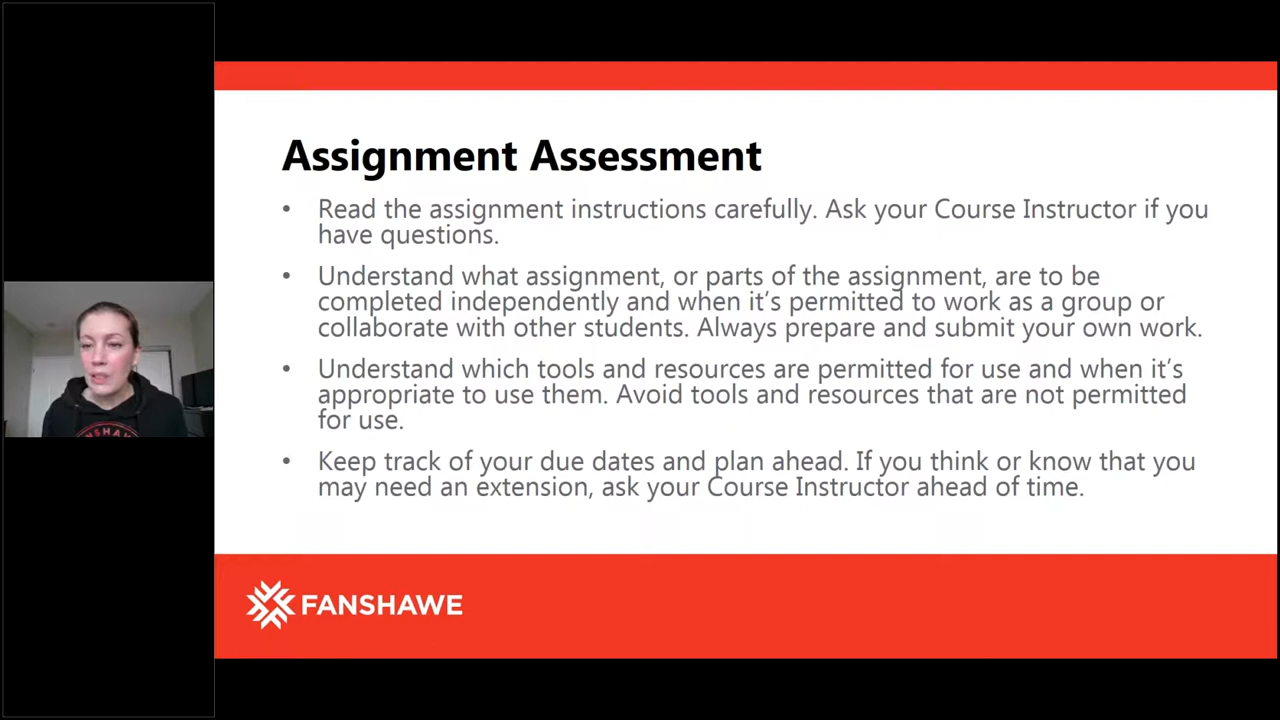 Assignment Assessment
• Read the assignment instructions carefully. Ask your Course Instructor if you
have questions.
• Understand what assignment, or parts of the assignment, are to be
completed independently and when it’s permitted to work as a group or
collaborate with other students. Always prepare and submit your own work.
• Understand which tools and resources are permitted for use and when it’s
appropriate to use them. Avoid tools and resources that are not permitted
for use.
• Keep track of your due dates and plan ahead. If you think or know that you
may need an extension, ask your Course Instructor ahead of time.
FANSHAWE